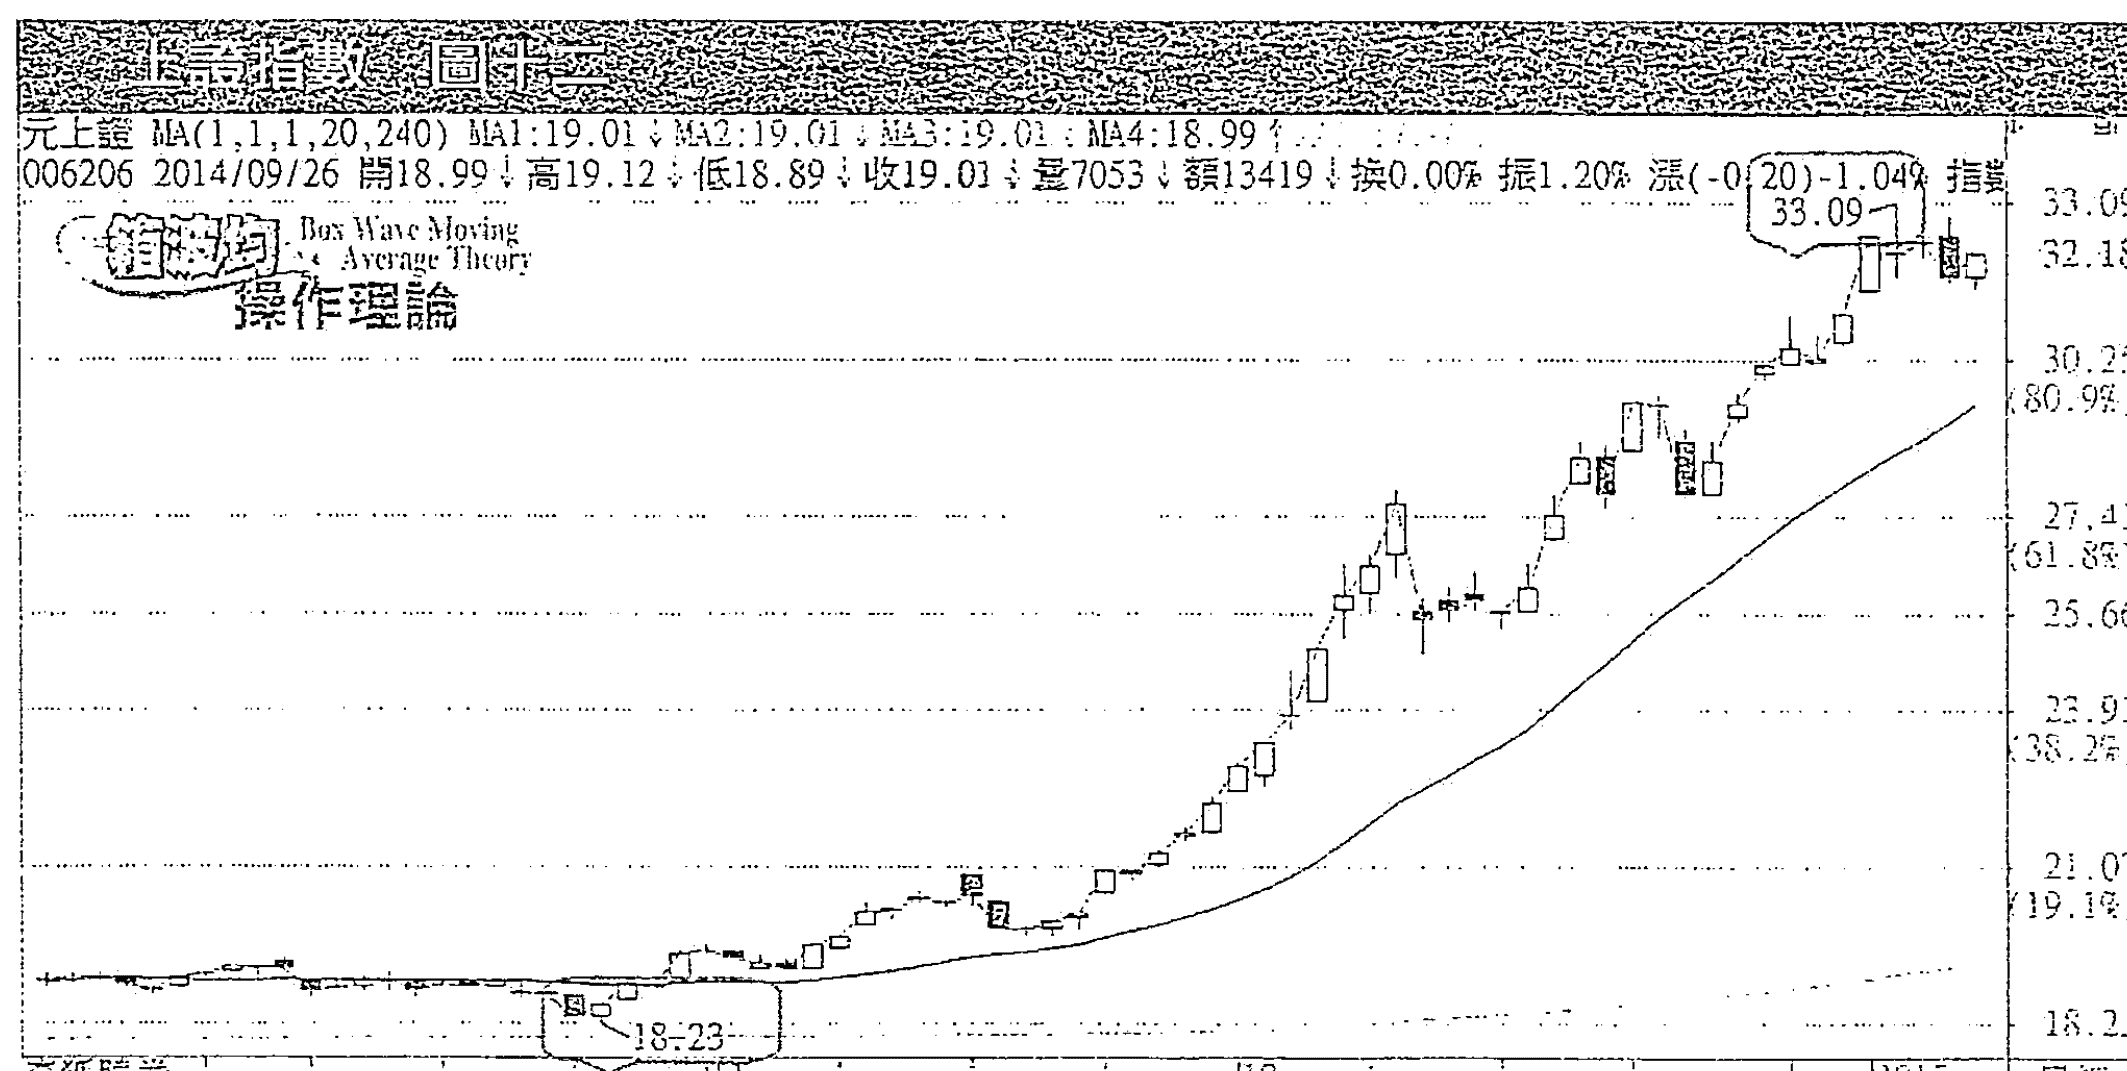 上證指數 圖十二
元上證 MA(1,1,1,20,240) MA1:19.01↓ MA2:19.01↓ MA3:19.01↓ MA4:18.99↑
006206 2014/09/26 開18.99↓ 高19.12↓ 低18.89↓ 收19.01↓ 量7053↓ 額13419↓ 換0.00% 振1.20% 漲(-0.20)-1.04% 指數
33.09
33.09
Box Wave Moving
Average Theory
箱波均
操作理論
32.18
30.25
(80.9%
27.41
(61.8%
25.66
23.91
(38.2%
21.07
(19.1%
18.23
18.2